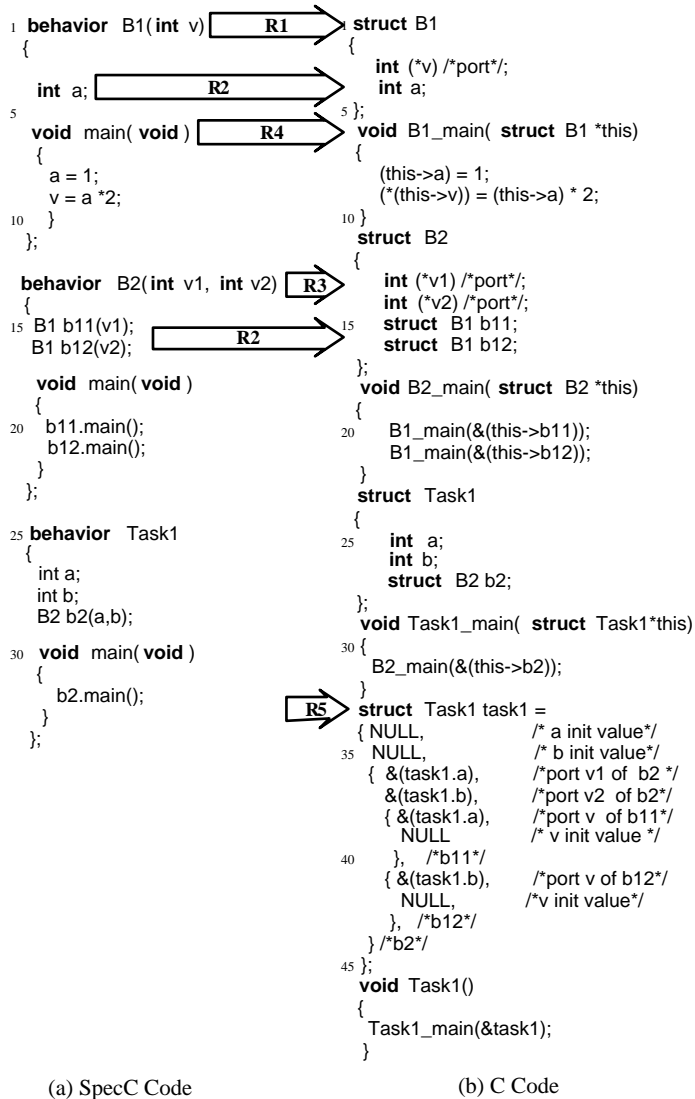 1 behavior B1(int v)
{
int a;
5
void main( void )
{
a = 1;
v = a *2;
10 }
};
behavior B2(int v1, int v2)
{
15 B1 b11(v1);
B1 b12(v2);
void main( void )
{
20 b11.main();
b12.main();
}
};
25 behavior Task1
{
int a;
int b;
B2 b2(a,b);
30 void main( void )
{
b2.main();
}
};
(a) SpecC Code
R1
R2
R4
R3
R2
R5
1 struct B1
{
int (*v) /*port*/;
int a;
5 };
void B1_main( struct B1 *this)
{
(this->a) = 1;
(*(this->v)) = (this->a) * 2;
10 }
struct B2
{
int (*v1) /*port*/;
int (*v2) /*port*/;
15 struct B1 b11;
struct B1 b12;
};
void B2_main( struct B2 *this)
{
20 B1_main(&(this->b11));
B1_main(&(this->b12));
}
struct Task1
{
25 int a;
int b;
struct B2 b2;
};
void Task1_main( struct Task1*this)
30 {
B2_main(&(this->b2));
}
struct Task1 task1 =
{ NULL, /* a init value*/
35 NULL, /* b init value*/
{ &(task1.a), /*port v1 of b2 */
&(task1.b), /*port v2 of b2*/
{ &(task1.a), /*port v of b11*/
NULL /* v init value */
40 }, /*b11*/
{ &(task1.b), /*port v of b12*/
NULL, /*v init value*/
}, /*b12*/
} /*b2*/
45 };
void Task1()
{
Task1_main(&task1);
}
(b) C Code